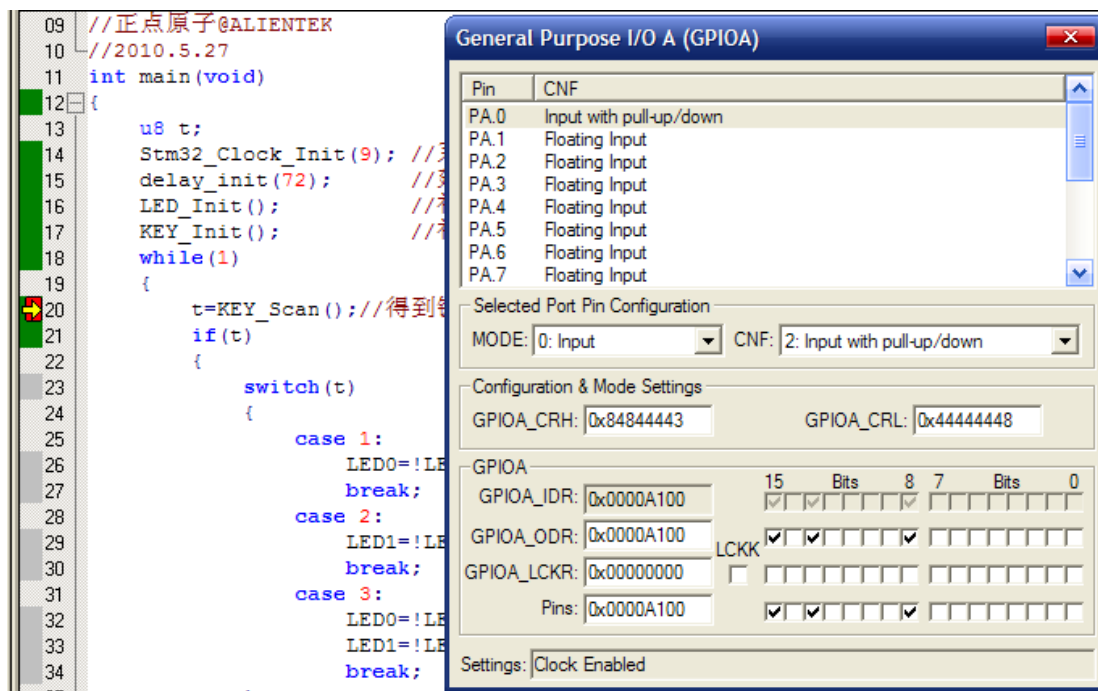 09 //正点原子@ALIENTEK
10 //2010.5.27
11 int main(void)
12 {
13 u8 t;
14 Stm32_Clock_Init(9); //
15 delay_init(72); //
16 LED_Init(); //
17 KEY_Init(); //
18 while(1)
19 {
20 t=KEY_Scan();//得到
21 if(t)
22 {
23 switch(t)
24 {
25 case 1:
26 LED0=!LE
27 break;
28 case 2:
29 LED1=!LE
30 break;
31 case 3:
32 LED0=!LE
33 LED1=!LE
34 break;
General Purpose I/O A (GPIOA)
Pin CNF
PA.0 Input with pull-up/down
PA.1 Floating Input
PA.2 Floating Input
PA.3 Floating Input
PA.4 Floating Input
PA.5 Floating Input
PA.6 Floating Input
PA.7 Floating Input
Selected Port Pin Configuration
MODE: 0: Input CNF: 2: Input with pull-up/down
Configuration & Mode Settings
GPIOA_CRH: 0x84844443 GPIOA_CRL: 0x44444448
GPIOA
15 Bits 8 7 Bits 0
GPIOA_IDR: 0x0000A100
GPIOA_ODR: 0x0000A100
LCKK
GPIOA_LCKR: 0x00000000
Pins: 0x0000A100
Settings: Clock Enabled